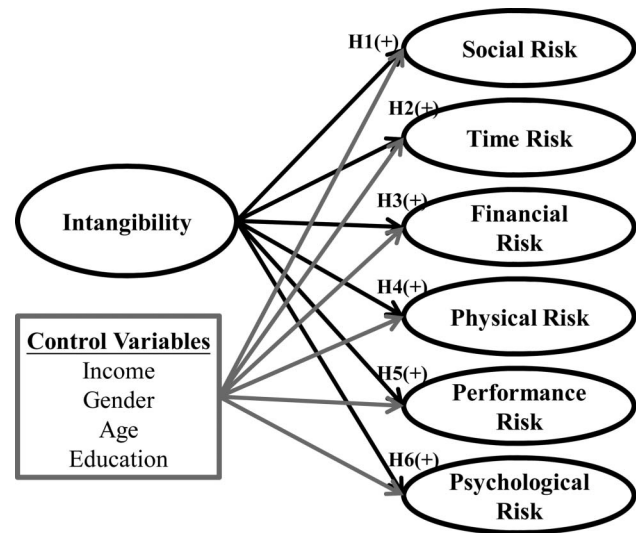 H1(+)
Social Risk
H2(+)
Time Risk
H3(+)
Financial
Risk
Intangibility
H4(+)
Physical Risk
Control Variables
Income
Gender
Age
Education
H5(+)
Performance
Risk
H6(+)
Psychological
Risk